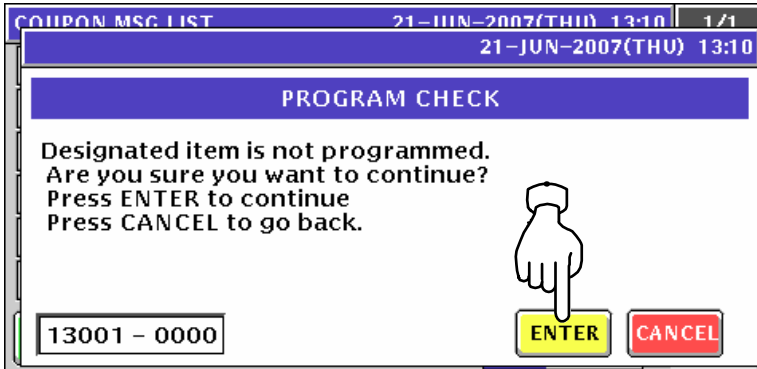 COUPON MSG LIST 21-JUN-2007(THU) 13:10 1/1
21-JUN-2007(THU) 13:10
PROGRAM CHECK
Designated item is not programmed.
Are you sure you want to continue?
Press ENTER to continue
Press CANCEL to go back.
13001 - 0000 ENTER CANCEL